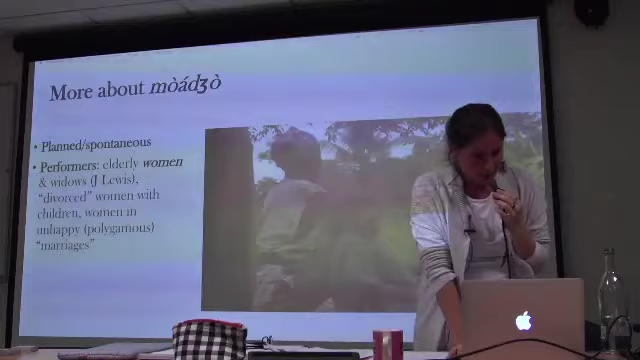 More about mòádʒò
• Planned/spontaneous
• Performers: elderly women
& widows (J Lewis),
"divorced" women with
children, women in
unhappy (polygamous)
"marriages"